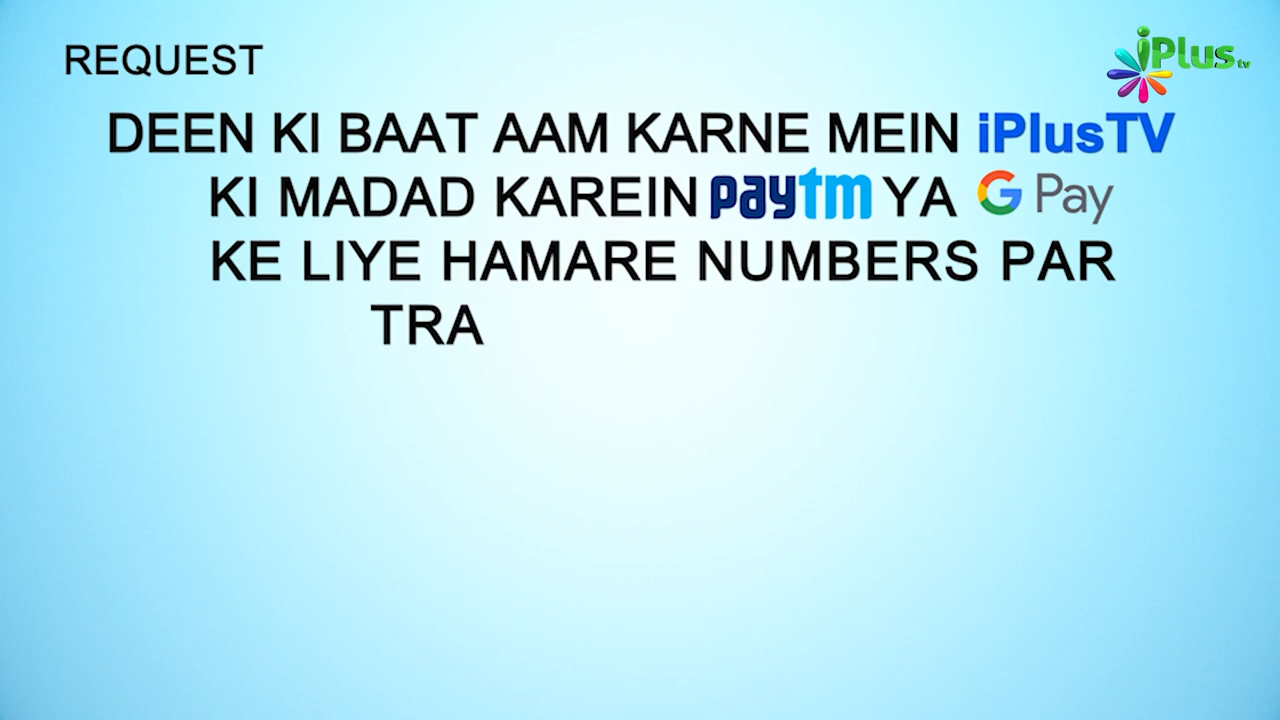 REQUEST
iPlus tv
DEEN KI BAAT AAM KARNE MEIN iPlusTV
KI MADAD KAREIN paytm YA G Pay
KE LIYE HAMARE NUMBERS PAR
TRA